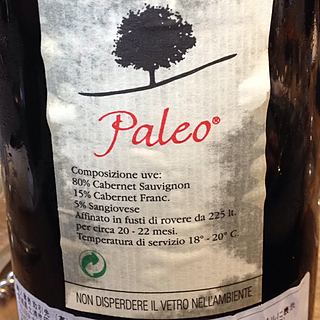 Paleo®
Composizione uve:
80% Cabernet Sauvignon
15% Cabernet Franc.
5% Sangiovese
Affinato in fusti di rovere da 225 lt.
per circa 20 - 22 mesi.
Temperatura di servizio 18° - 20° C.
NON DISPERDERE IL VETRO NELL'AMBIENTE